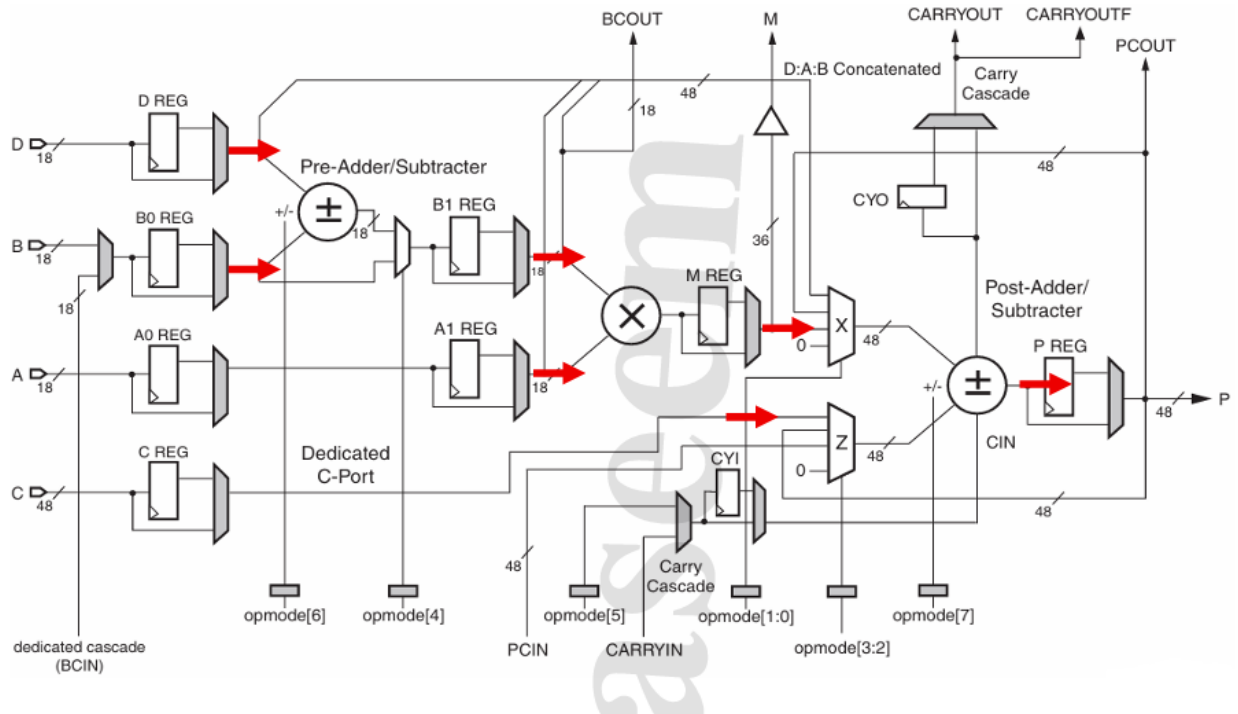 BCOUT
M
CARRYOUT
CARRYOUTF
PCOUT
D:A:B Concatenated
Carry
Cascade
48
18
D REG
D
18
Pre-Adder/Subtracter
+/-
±
18
48
CYO
B0 REG
B
18
18
B1 REG
18
36
M REG
×
Post-Adder/
Subtracter
X
48
0
A0 REG
A
18
A1 REG
18
P REG
+/-
±
48
P
CIN
C REG
C
48
Dedicated
C-Port
Z
48
0
CYI
48
48
Carry
Cascade
opmode[6]
opmode[4]
opmode[5]
opmode[1:0]
opmode[7]
dedicated cascade
(BCIN)
PCIN
CARRYIN
opmode[3:2]
asem